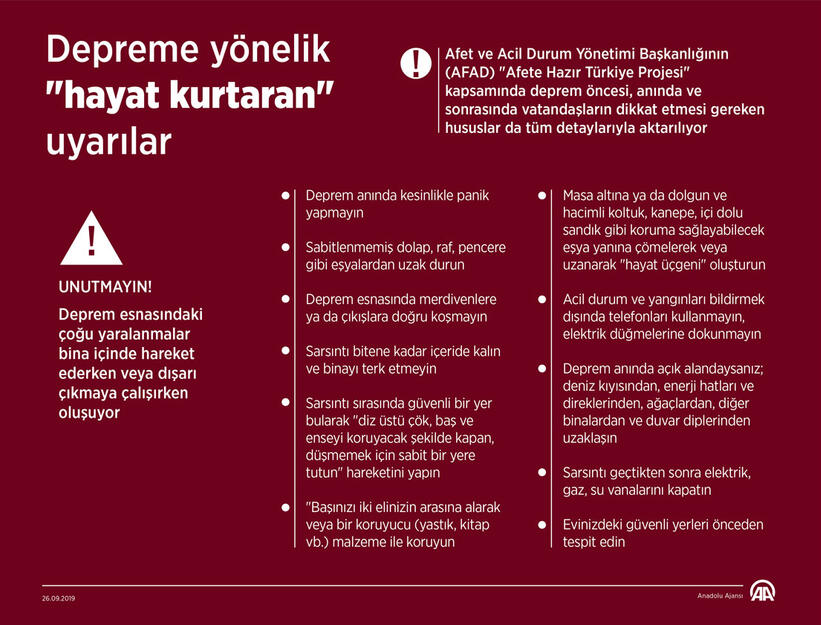 Depreme yönelik
"hayat kurtaran"
uyarılar
!
Afet ve Acil Durum Yönetimi Başkanlığının
(AFAD) "Afete Hazır Türkiye Projesi"
kapsamında deprem öncesi, anında ve
sonrasında vatandaşların dikkat etmesi gereken
hususlar da tüm detaylarıyla aktarılıyor
!
UNUTMAYIN!
Deprem esnasındaki
çoğu yaralanmalar
bina içinde hareket
ederken veya dışarı
çıkmaya çalışırken
oluşuyor
Deprem anında kesinlikle panik
yapmayın
Sabitlenmemiş dolap, raf, pencere
gibi eşyalardan uzak durun
Deprem esnasında merdivenlere
ya da çıkışlara doğru koşmayın
Sarsıntı bitene kadar içeride kalın
ve binayı terk etmeyin
Sarsıntı sırasında güvenli bir yer
bularak "diz üstü çök, baş ve
enseyi koruyacak şekilde kapan,
düşmemek için sabit bir yere
tutun" hareketini yapın
"Başınızı iki elinizin arasına alarak
veya bir koruyucu (yastık, kitap
vb.) malzeme ile koruyun
Masa altına ya da dolgun ve
hacimli koltuk, kanepe, içi dolu
sandık gibi koruma sağlayabilecek
eşya yanına çömelerek veya
uzanarak "hayat üçgeni" oluşturun
Acil durum ve yangınları bildirmek
dışında telefonları kullanmayın,
elektrik düğmelerine dokunmayın
Deprem anında açık alandaysanız;
deniz kıyısından, enerji hatları ve
direklerinden, ağaçlardan, diğer
binalardan ve duvar diplerinden
uzaklaşın
Sarsıntı geçtikten sonra elektrik,
gaz, su vanalarını kapatın
Evinizdeki güvenli yerleri önceden
tespit edin
26.09.2019
Anadolu Ajansı
AA